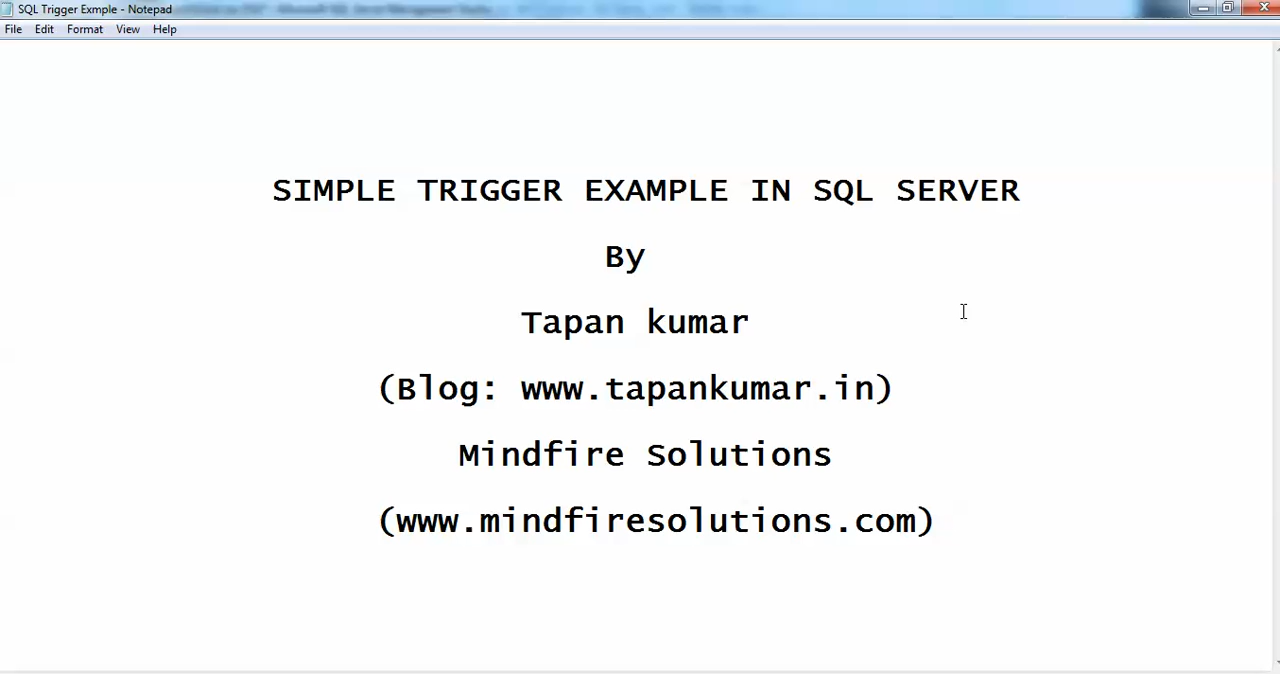 SQL Trigger Exmple - Notepad
File Edit Format View Help
SIMPLE TRIGGER EXAMPLE IN SQL SERVER
By
Tapan kumar
(Blog: www.tapankumar.in)
Mindfire Solutions
(www.mindfiresolutions.com)